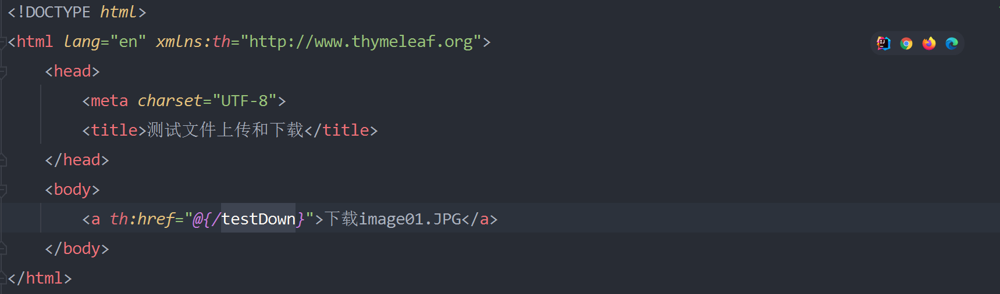 <!DOCTYPE html>
<html lang="en" xmlns:th="http://www.thymeleaf.org">
    <head>
        <meta charset="UTF-8">
        <title>测试文件上传和下载</title>
    </head>
    <body>
        <a th:href="@{/testDown}">下载image01.JPG</a>
    </body>
</html>